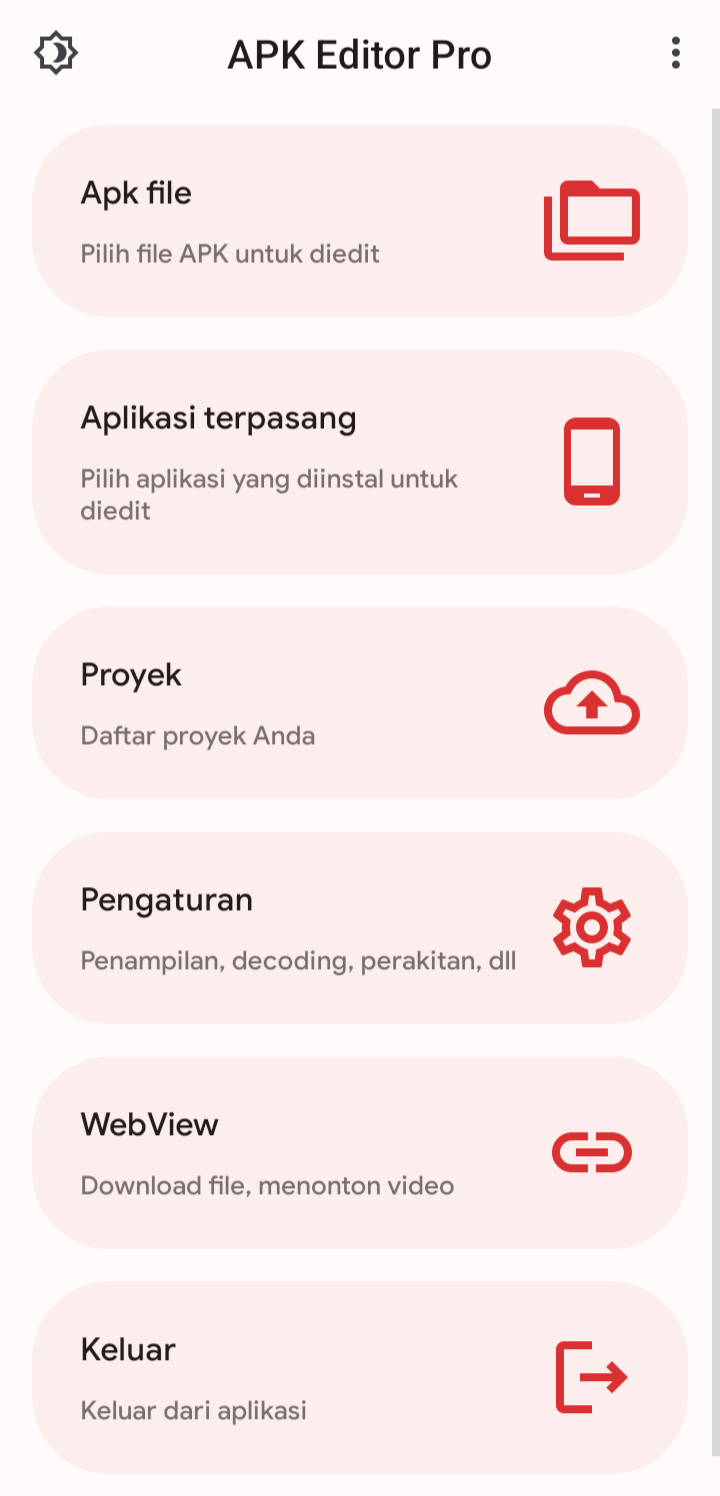 APK Editor Pro
Apk file
Pilih file APK untuk diedit
Aplikasi terpasang
Pilih aplikasi yang diinstal untuk
diedit
Proyek
Daftar proyek Anda
Pengaturan
Penampilan, decoding, perakitan, dll
WebView
Download file, menonton video
Keluar
Keluar dari aplikasi